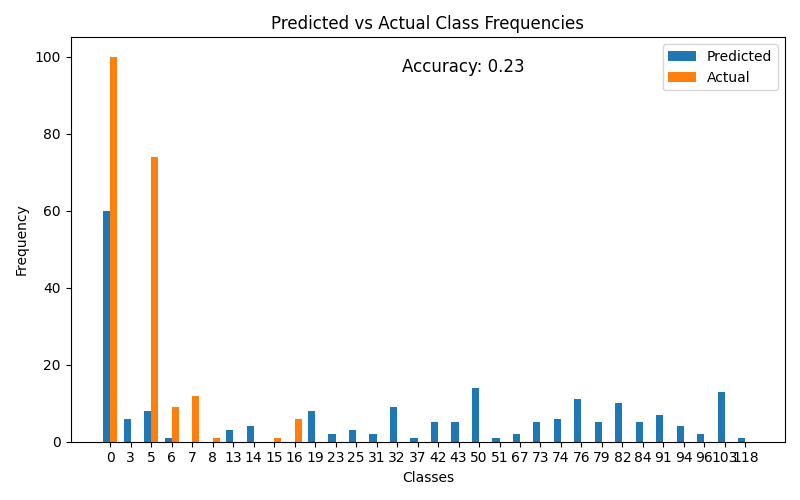 Predicted vs Actual Class Frequencies
Accuracy: 0.23
Predicted
Actual
100
80
60
40
20
0
Frequency
0 3 5 6 7 8 13 14 15 16 19 23 25 31 32 37 42 43 50 51 67 73 74 76 79 82 84 91 94 96 103 118
Classes